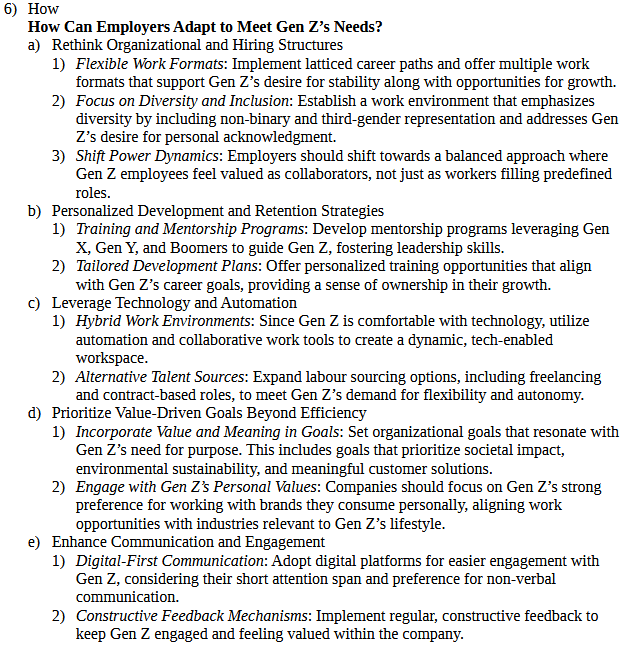 6) How
How Can Employers Adapt to Meet Gen Z’s Needs?
a) Rethink Organizational and Hiring Structures
1) Flexible Work Formats: Implement latticed career paths and offer multiple work
formats that support Gen Z’s desire for stability along with opportunities for growth.
2) Focus on Diversity and Inclusion: Establish a work environment that emphasizes
diversity by including non-binary and third-gender representation and addresses Gen
Z’s desire for personal acknowledgment.
3) Shift Power Dynamics: Employers should shift towards a balanced approach where
Gen Z employees feel valued as collaborators, not just as workers filling predefined
roles.
b) Personalized Development and Retention Strategies
1) Training and Mentorship Programs: Develop mentorship programs leveraging Gen
X, Gen Y, and Boomers to guide Gen Z, fostering leadership skills.
2) Tailored Development Plans: Offer personalized training opportunities that align
with Gen Z’s career goals, providing a sense of ownership in their growth.
c) Leverage Technology and Automation
1) Hybrid Work Environments: Since Gen Z is comfortable with technology, utilize
automation and collaborative work tools to create a dynamic, tech-enabled
workspace.
2) Alternative Talent Sources: Expand labour sourcing options, including freelancing
and contract-based roles, to meet Gen Z’s demand for flexibility and autonomy.
d) Prioritize Value-Driven Goals Beyond Efficiency
1) Incorporate Value and Meaning in Goals: Set organizational goals that resonate with
Gen Z’s need for purpose. This includes goals that prioritize societal impact,
environmental sustainability, and meaningful customer solutions.
2) Engage with Gen Z’s Personal Values: Companies should focus on Gen Z’s strong
preference for working with brands they consume personally, aligning work
opportunities with industries relevant to Gen Z’s lifestyle.
e) Enhance Communication and Engagement
1) Digital-First Communication: Adopt digital platforms for easier engagement with
Gen Z, considering their short attention span and preference for non-verbal
communication.
2) Constructive Feedback Mechanisms: Implement regular, constructive feedback to
keep Gen Z engaged and feeling valued within the company.